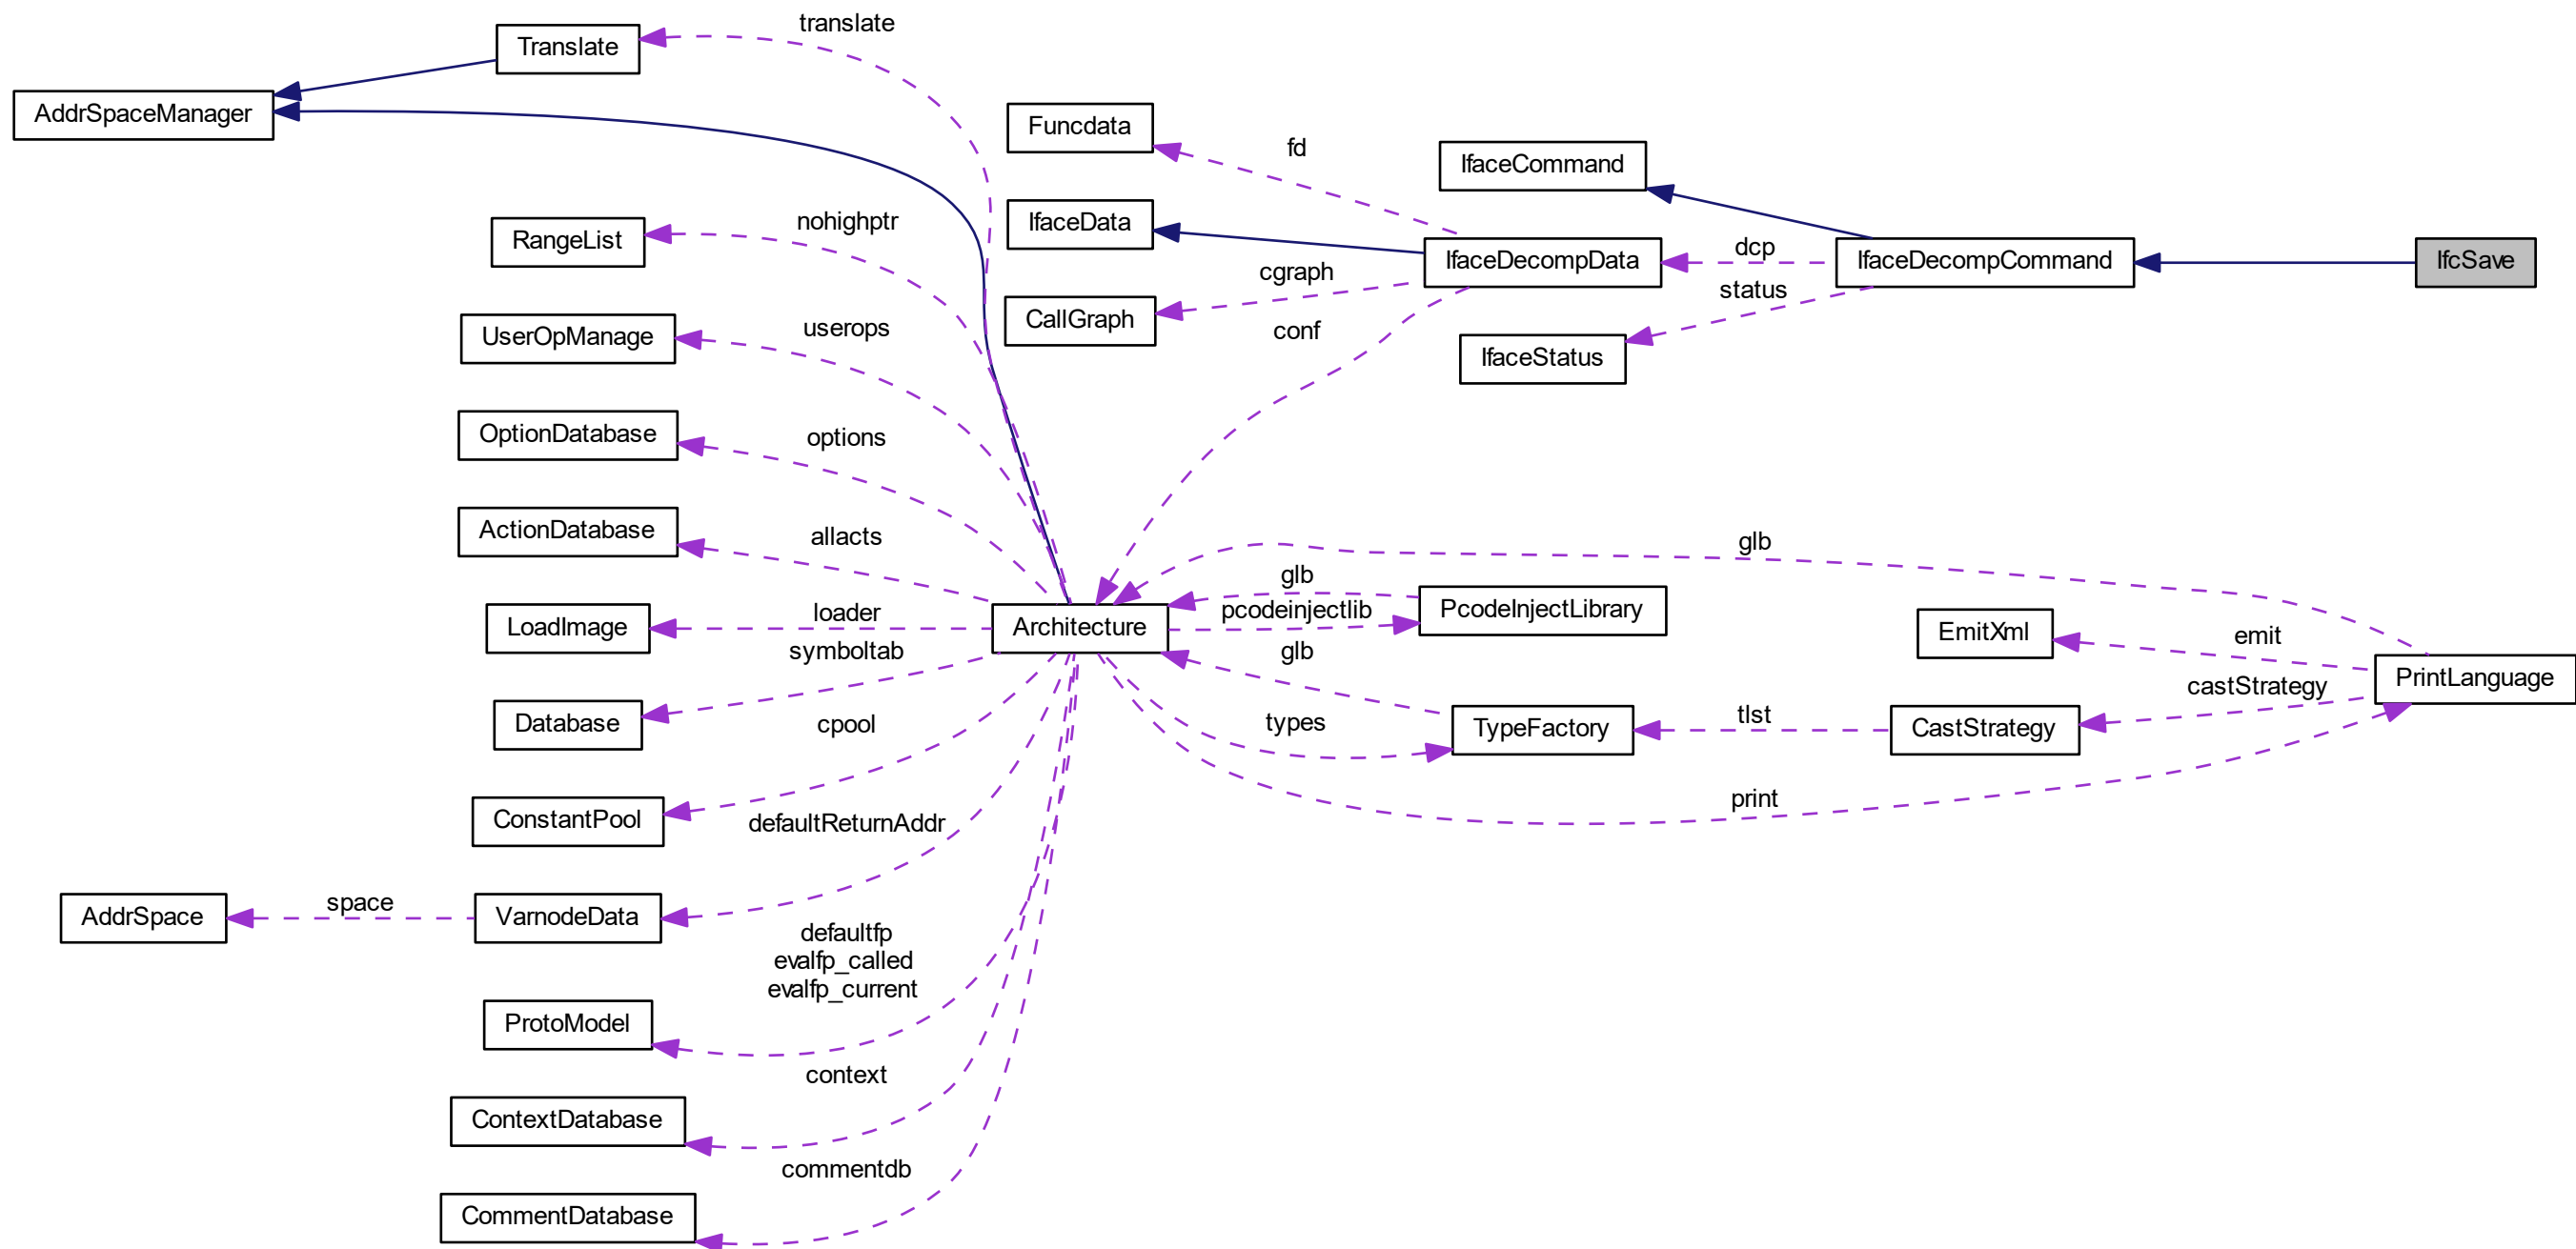 translate
Translate
AddrSpaceManager
Funcdata
fd
IfaceCommand
nohighptr
RangeList
IfaceData
cgraph
IfaceDecompData
dcp
IfaceDecompCommand
IfcSave
status
userops
UserOpManage
CallGraph
conf
IfaceStatus
options
OptionDatabase
allacts
ActionDatabase
glb
glb
loader
LoadImage
Architecture
pcodeinjectlib
PcodeInjectLibrary
EmitXml
emit
symboltab
glb
castStrategy
PrintLanguage
Database
cpool
types
TypeFactory
tlst
CastStrategy
print
ConstantPool
defaultReturnAddr
AddrSpace
space
VarnodeData
defaultfp
evalfp_called
evalfp_current
ProtoModel
context
ContextDatabase
commentdb
CommentDatabase